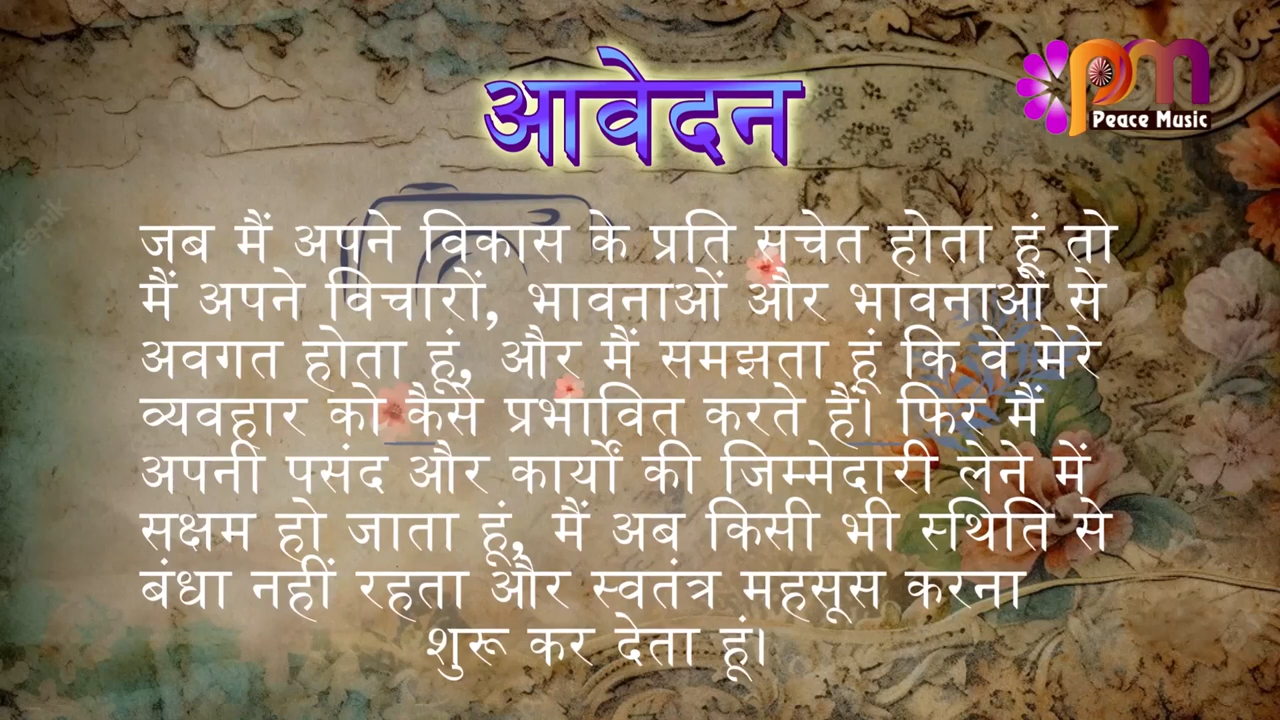 आवेदन
Peace Music
जब मैं अपने विकास के प्रति सचेत होता हूं तो
मैं अपने विचारों, भावनाओं और भावनाओं से
अवगत होता हूं, और मैं समझता हूं कि वे मेरे
व्यवहार को कैसे प्रभावित करते हैं। फिर मैं
अपनी पसंद और कार्यों की जिम्मेदारी लेने में
सक्षम हो जाता हूं, मैं अब किसी भी स्थिति से
बंधा नहीं रहता और स्वतंत्र महसूस करना
शुरू कर देता हूं।
freepik